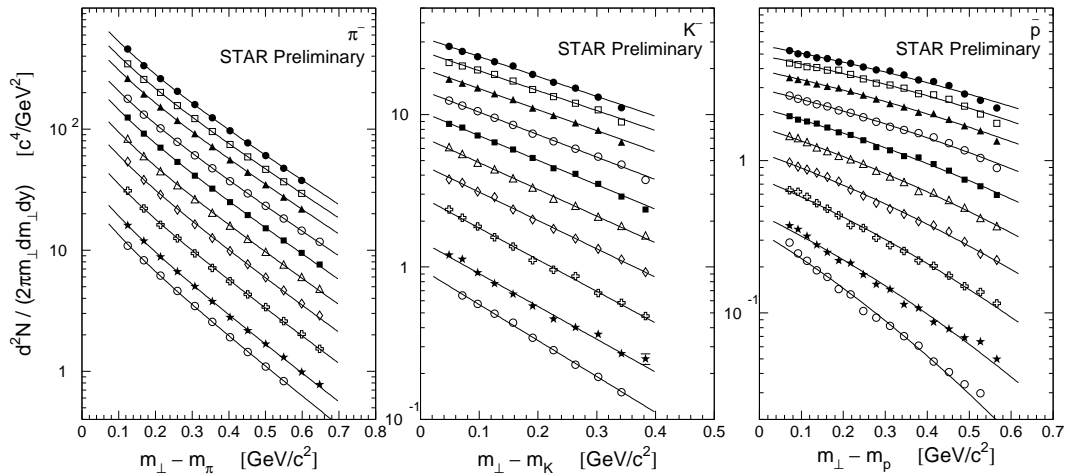 d²N / (2πm⊥dm⊥dy) [c⁴/GeV²]
π⁻
STAR Preliminary
10²
10
1
0 0.1 0.2 0.3 0.4 0.5 0.6 0.7 0.8
m⊥ – mπ [GeV/c²]
K⁻
STAR Preliminary
10
1
10⁻¹
0 0.1 0.2 0.3 0.4 0.5
m⊥ – mK [GeV/c²]
p̄
STAR Preliminary
1
10⁻¹
0 0.1 0.2 0.3 0.4 0.5 0.6 0.7
m⊥ – mp [GeV/c²]